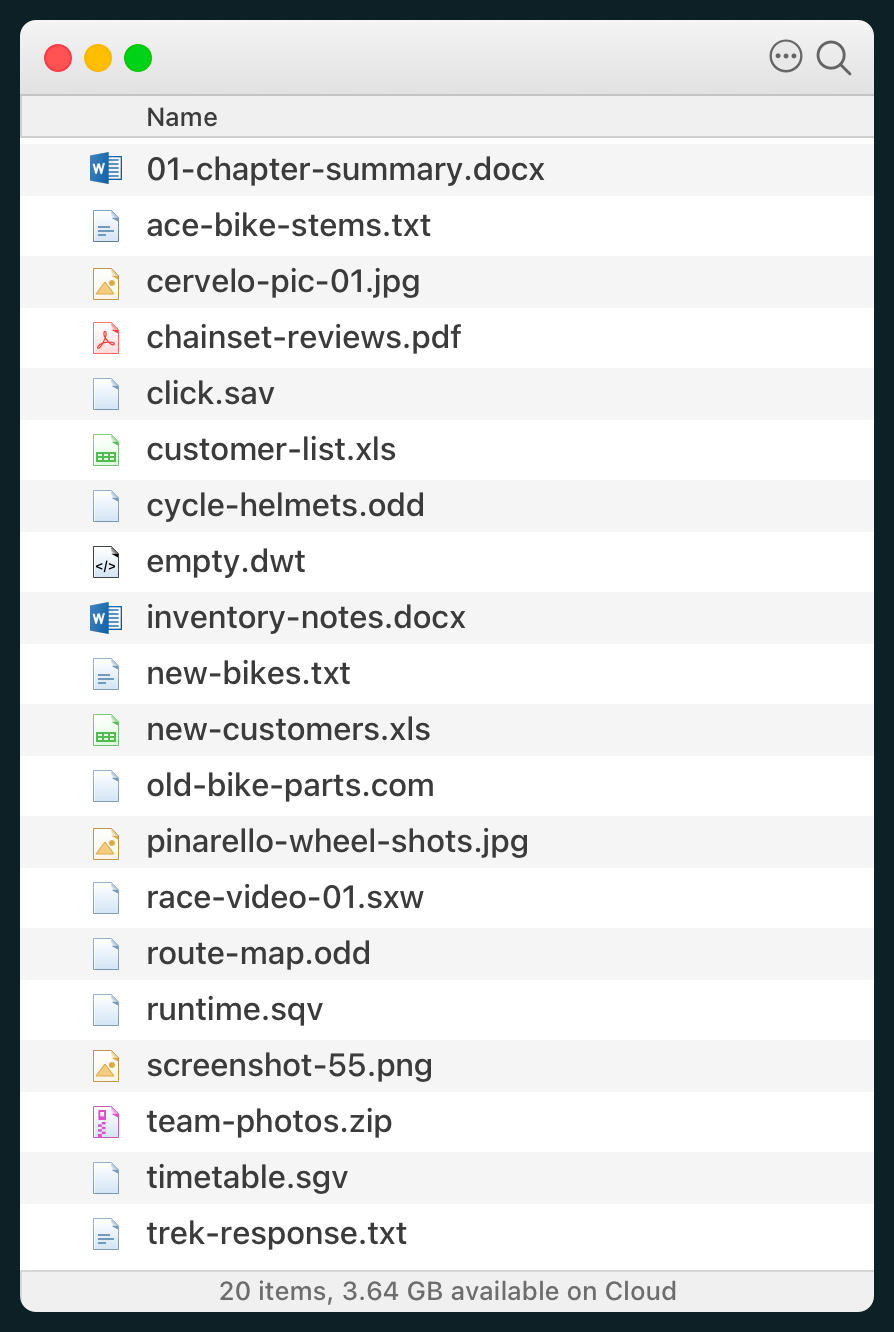 Name
01-chapter-summary.docx
ace-bike-stems.txt
cervelo-pic-01.jpg
chainset-reviews.pdf
click.sav
customer-list.xls
cycle-helmets.odd
empty.dwt
inventory-notes.docx
new-bikes.txt
new-customers.xls
old-bike-parts.com
pinarello-wheel-shots.jpg
race-video-01.sxw
route-map.odd
runtime.sqv
screenshot-55.png
team-photos.zip
timetable.sgv
trek-response.txt
20 items, 3.64 GB available on Cloud